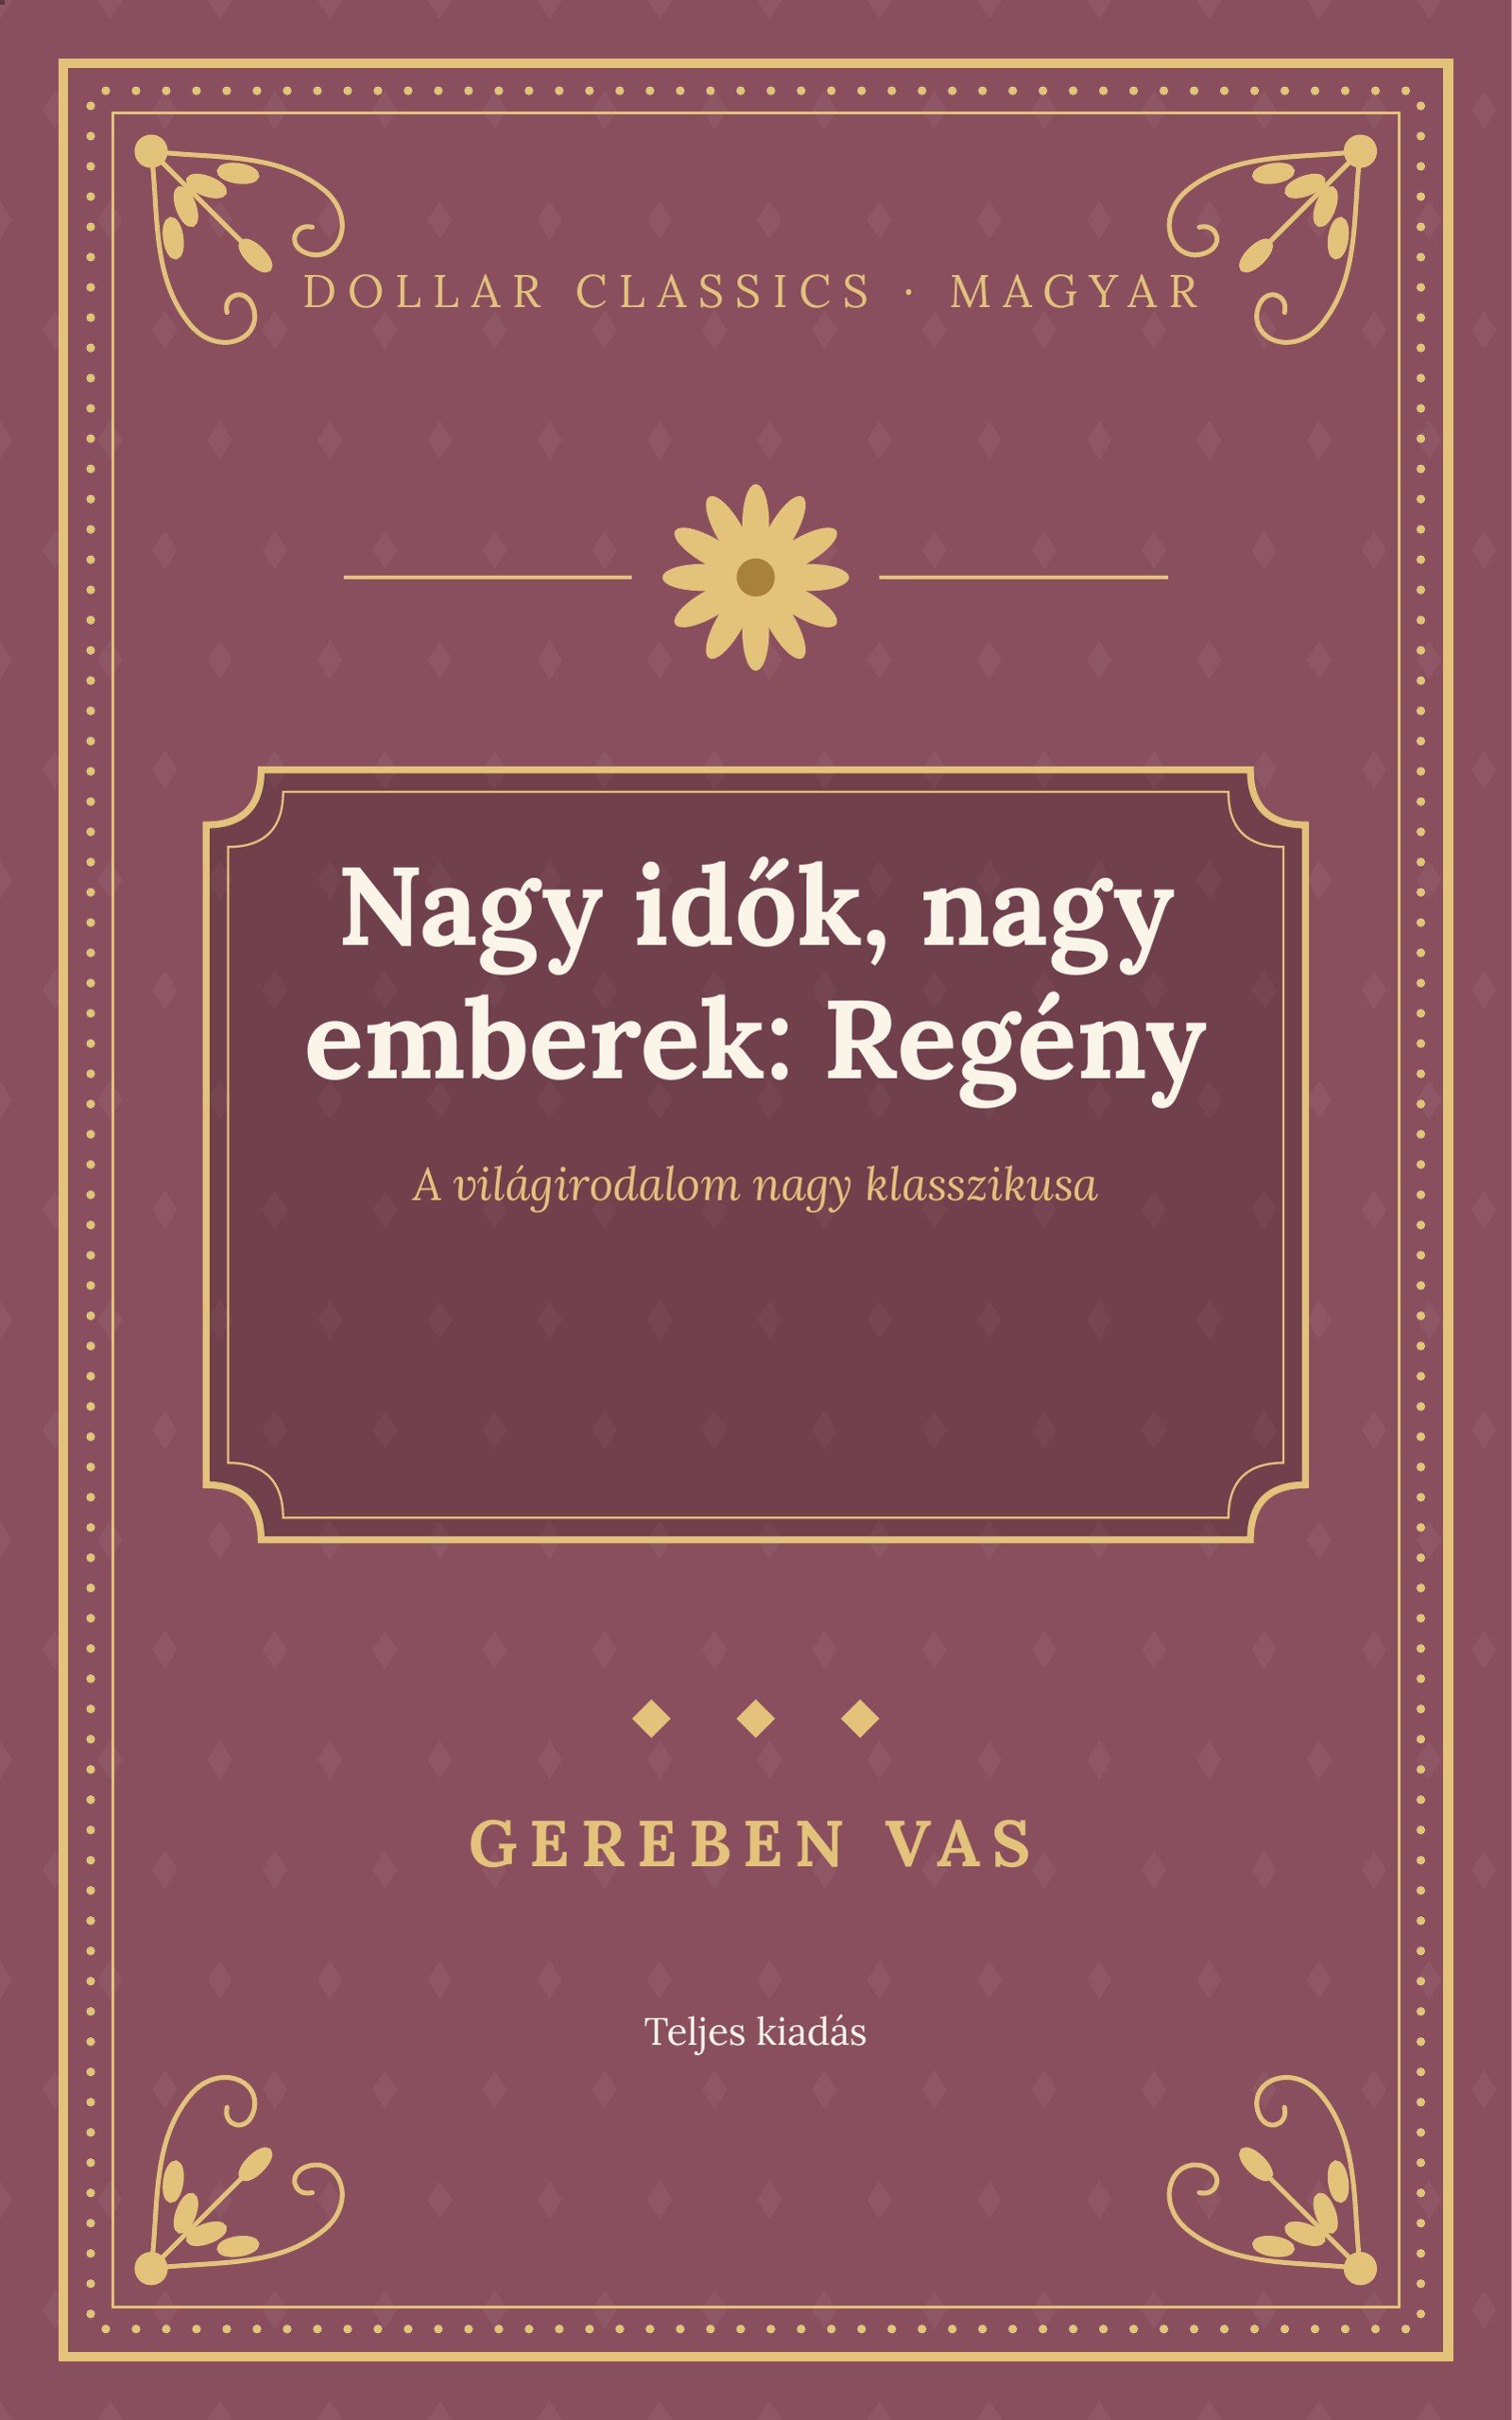 DOLLAR CLASSICS · MAGYAR
Nagy idők, nagy
emberek: Regény
A világirodalom nagy klasszikusa
GEREBEN VAS
Teljes kiadás